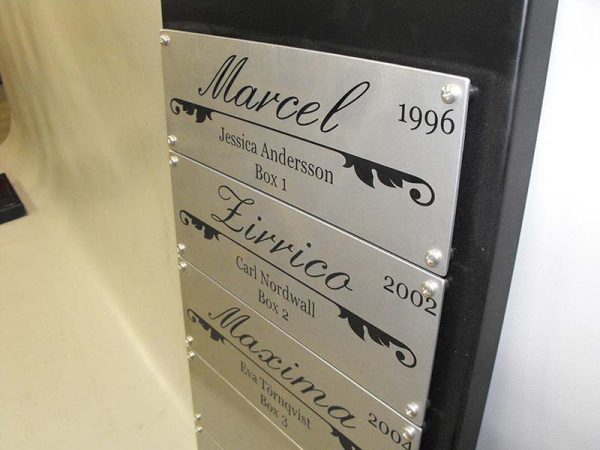 Marcel 1996
Jessica Andersson
Box 1
Zirrico 2002
Carl Nordwall
Box 2
Maxima 2004
Eva Törnqvist
Box 3